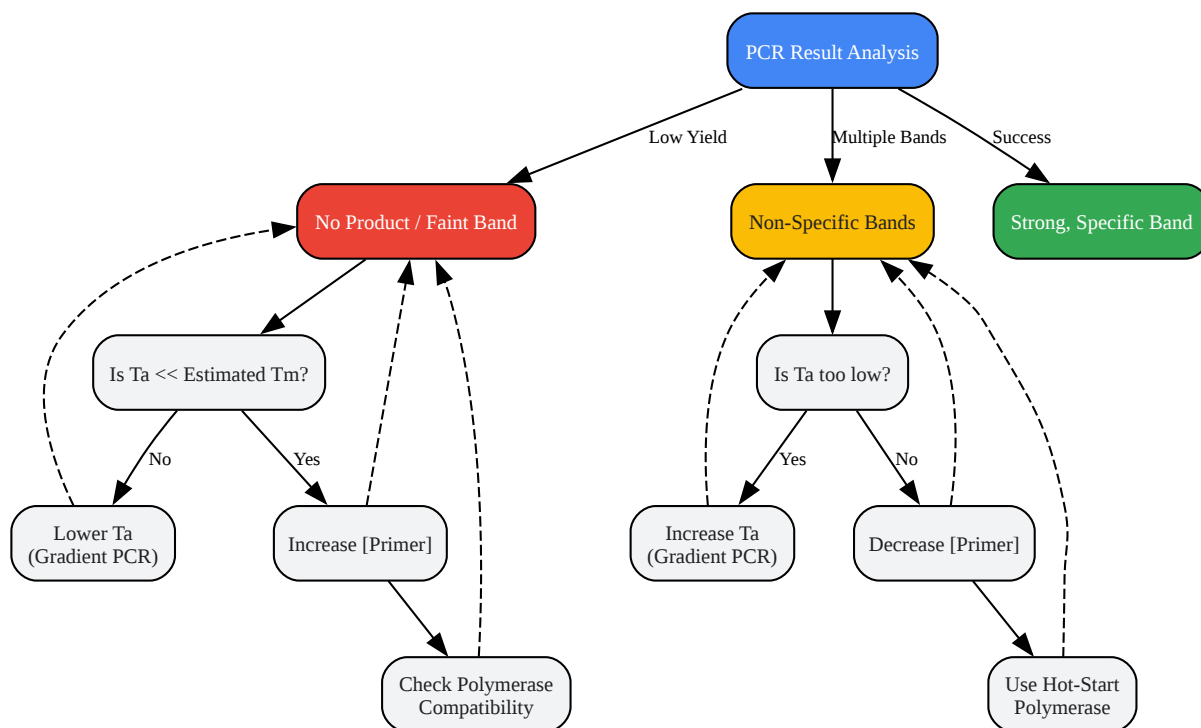 PCR Result Analysis
Low Yield
Multiple Bands
Success
No Product / Faint Band
Non-Specific Bands
Strong, Specific Band
Is Ta << Estimated Tm?
Is Ta too low?
No
Yes
Yes
No
Lower Ta
(Gradient PCR)
Increase [Primer]
Increase Ta
(Gradient PCR)
Decrease [Primer]
Check Polymerase
Compatibility
Use Hot-Start
Polymerase